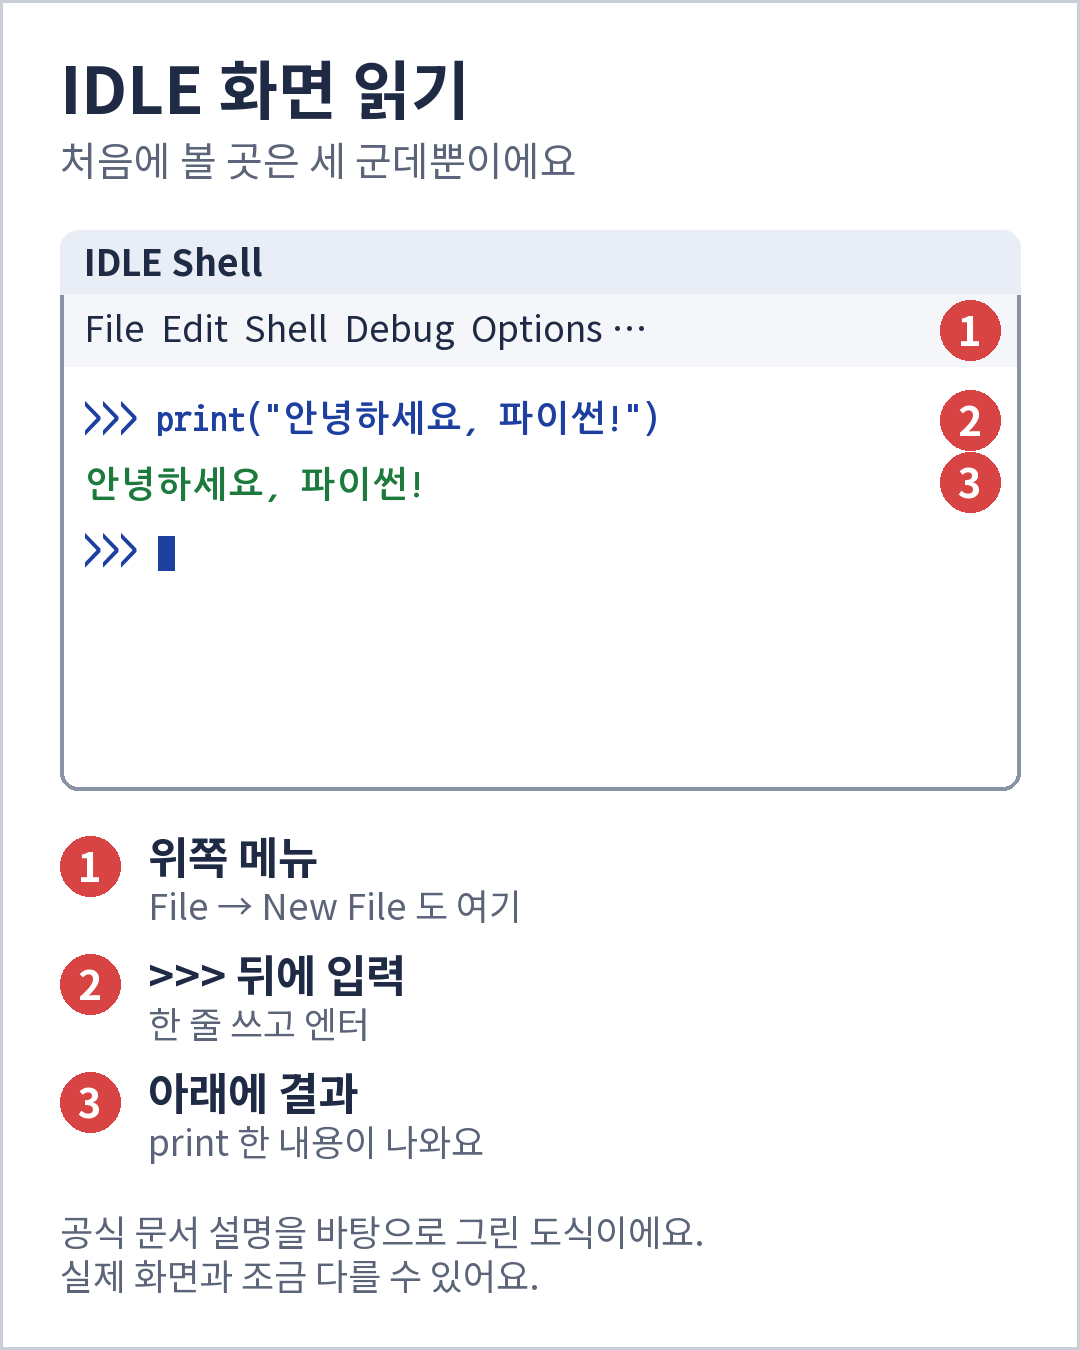 IDLE 화면 읽기
처음에 볼 곳은 세 군데뿐이에요
IDLE Shell
File Edit Shell Debug Options ⋯ 1
>>> print("안녕하세요, 파이썬!") 2
안녕하세요, 파이썬! 3
>>>
1 위쪽 메뉴
File → New File 도 여기
2 >>> 뒤에 입력
한 줄 쓰고 엔터
3 아래에 결과
print 한 내용이 나와요
공식 문서 설명을 바탕으로 그린 도식이에요.
실제 화면과 조금 다를 수 있어요.